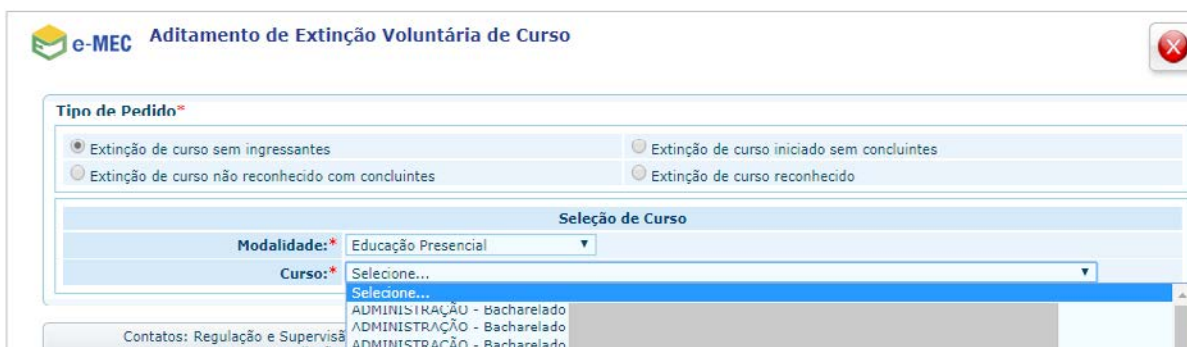 e-MEC Aditamento de Extinção Voluntária de Curso
Tipo de Pedido*
Extinção de curso sem ingressantes
Extinção de curso iniciado sem concluintes
Extinção de curso não reconhecido com concluintes
Extinção de curso reconhecido
Seleção de Curso
Modalidade:* Educação Presencial
Curso:* Selecione...
Selecione...
ADMINISTRAÇÃO - Bacharelado
ADMINISTRAÇÃO - Bacharelado
ADMINISTRAÇÃO - Bacharelado
Contatos: Regulação e Supervisã